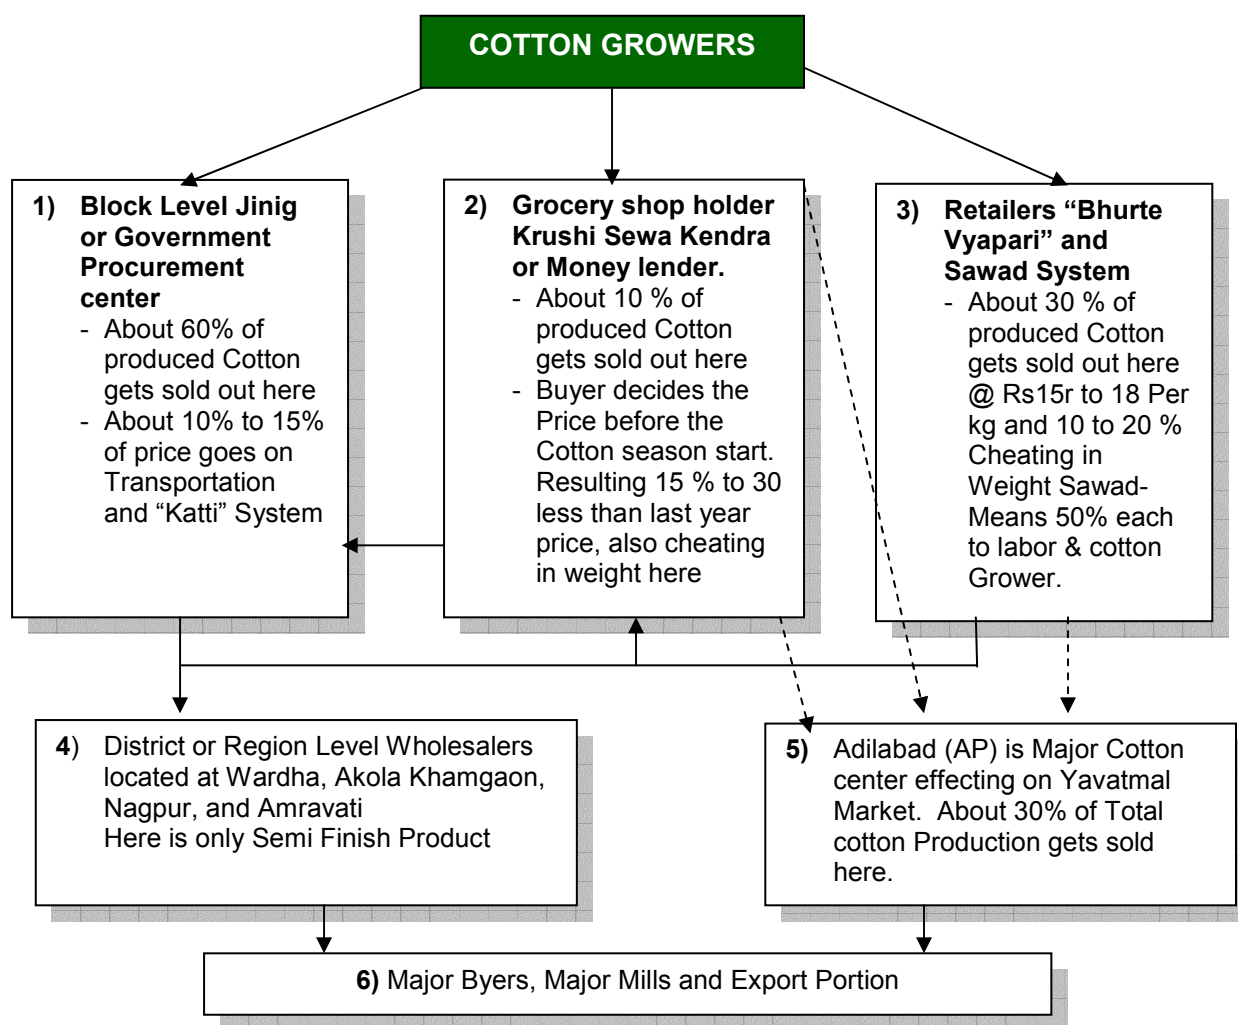 COTTON GROWERS
1) Block Level Jinig
or Government
Procurement
center
- About 60% of
produced Cotton
gets sold out here
- About 10% to 15%
of price goes on
Transportation
and “Katti” System
2) Grocery shop holder
Krushi Sewa Kendra
or Money lender.
- About 10 % of
produced Cotton
gets sold out here
- Buyer decides the
Price before the
Cotton season start.
Resulting 15 % to 30
less than last year
price, also cheating
in weight here
3) Retailers “Bhurte
Vyapari” and
Sawad System
- About 30 % of
produced Cotton
gets sold out here
@ Rs15r to 18 Per
kg and 10 to 20 %
Cheating in
Weight Sawad-
Means 50% each
to labor & cotton
Grower.
4) District or Region Level Wholesalers
located at Wardha, Akola Khamgaon,
Nagpur, and Amravati
Here is only Semi Finish Product
5) Adilabad (AP) is Major Cotton
center effecting on Yavatmal
Market. About 30% of Total
cotton Production gets sold
here.
6) Major Byers, Major Mills and Export Portion